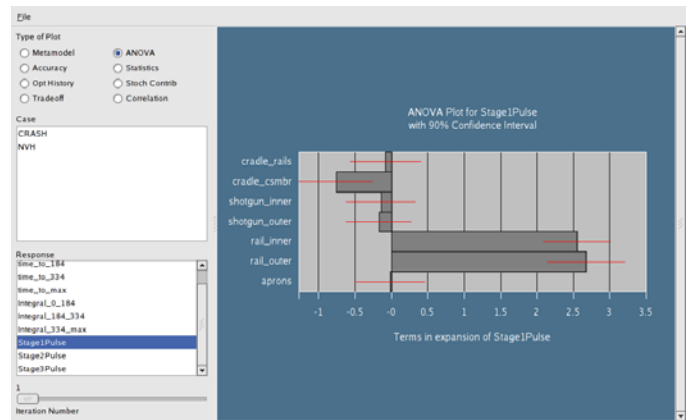 File
Type of Plot
Metamodel
ANOVA
Accuracy
Statistics
Opt History
Stoch Contrib
Tradeoff
Correlation
Case
CRASH
NVH
Response
time_to_184
time_to_334
time_to_max
Integral_0_184
Integral_184_334
Integral_334_max
Stage1Pulse
Stage2Pulse
Stage3Pulse
1
Iteration Number
ANOVA Plot for Stage1Pulse
with 90% Confidence Interval
cradle_rails
cradle_csmbr
shotgun_inner
shotgun_outer
rail_inner
rail_outer
aprons
-1 -0.5 -0 0.5 1 1.5 2 2.5 3 3.5
Terms in expansion of Stage1Pulse